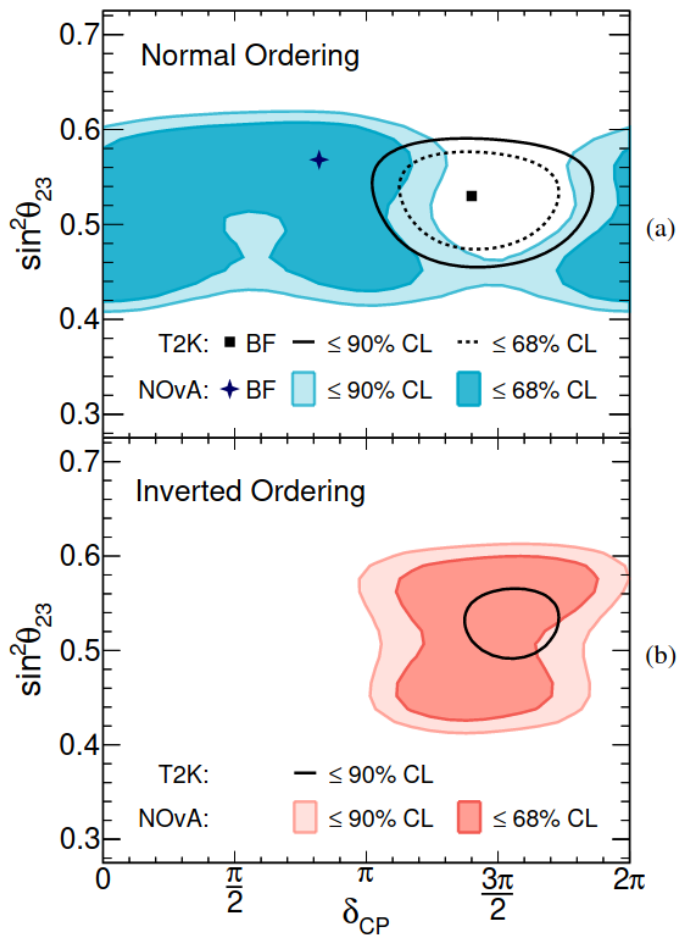 0.7
Normal Ordering
0.6
0.5
0.4
0.3
sin²θ₂₃
(a)
T2K: BF ≤ 90% CL ≤ 68% CL
NOvA: BF ≤ 90% CL ≤ 68% CL
0.7
Inverted Ordering
0.6
0.5
0.4
0.3
sin²θ₂₃
(b)
T2K: ≤ 90% CL
NOvA: ≤ 90% CL ≤ 68% CL
0 π/2 π 3π/2 2π
δCP